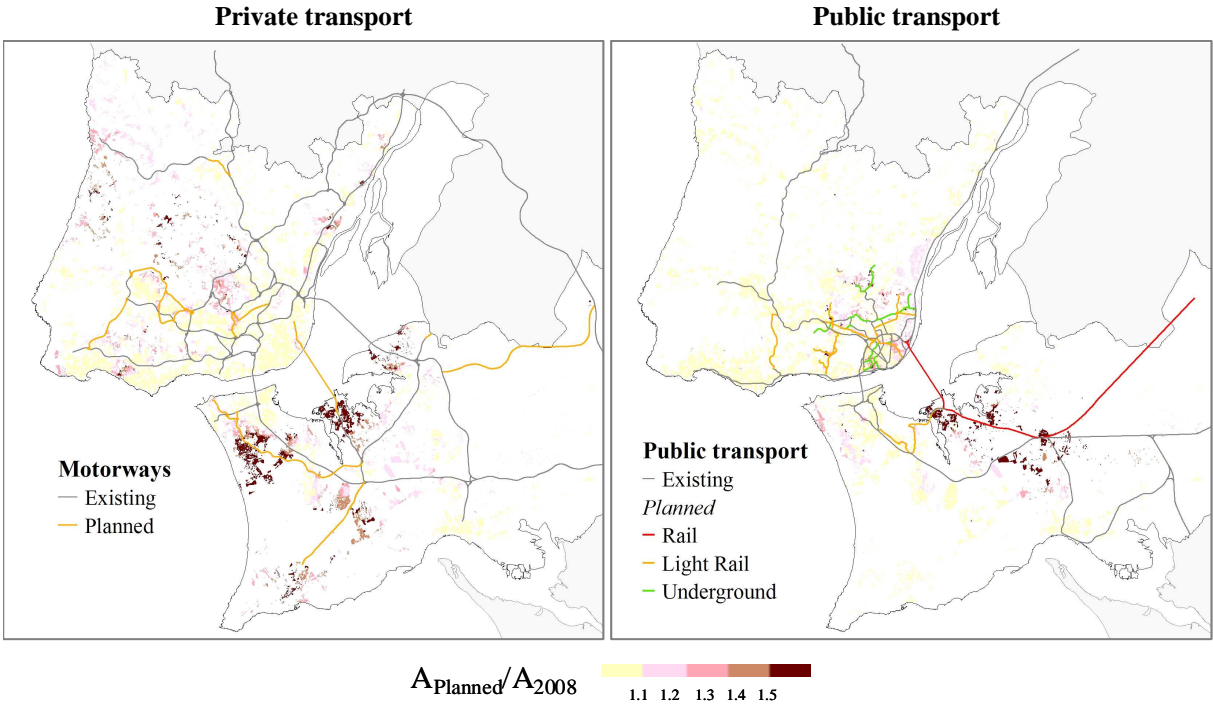 Private transport
Public transport
Motorways
Existing
Planned
Public transport
Existing
Planned
Rail
Light Rail
Underground
APlanned/A2008
1.1 1.2 1.3 1.4 1.5